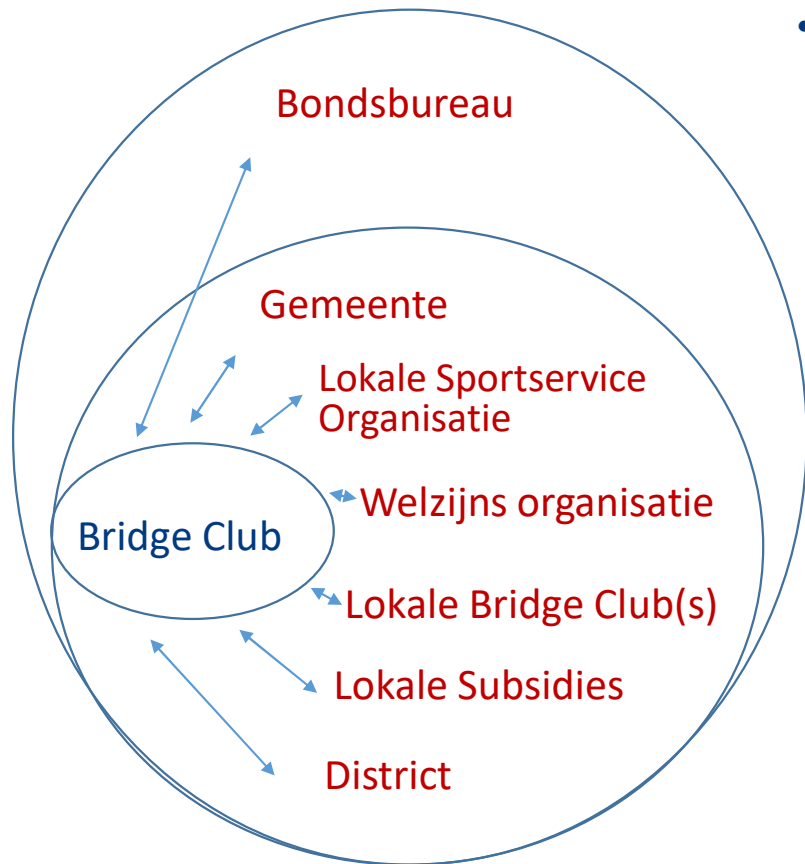 Bondsbureau
Gemeente
Lokale Sportservice
Organisatie
Welzijns organisatie
Bridge Club
Lokale Bridge Club(s)
Lokale Subsidies
District